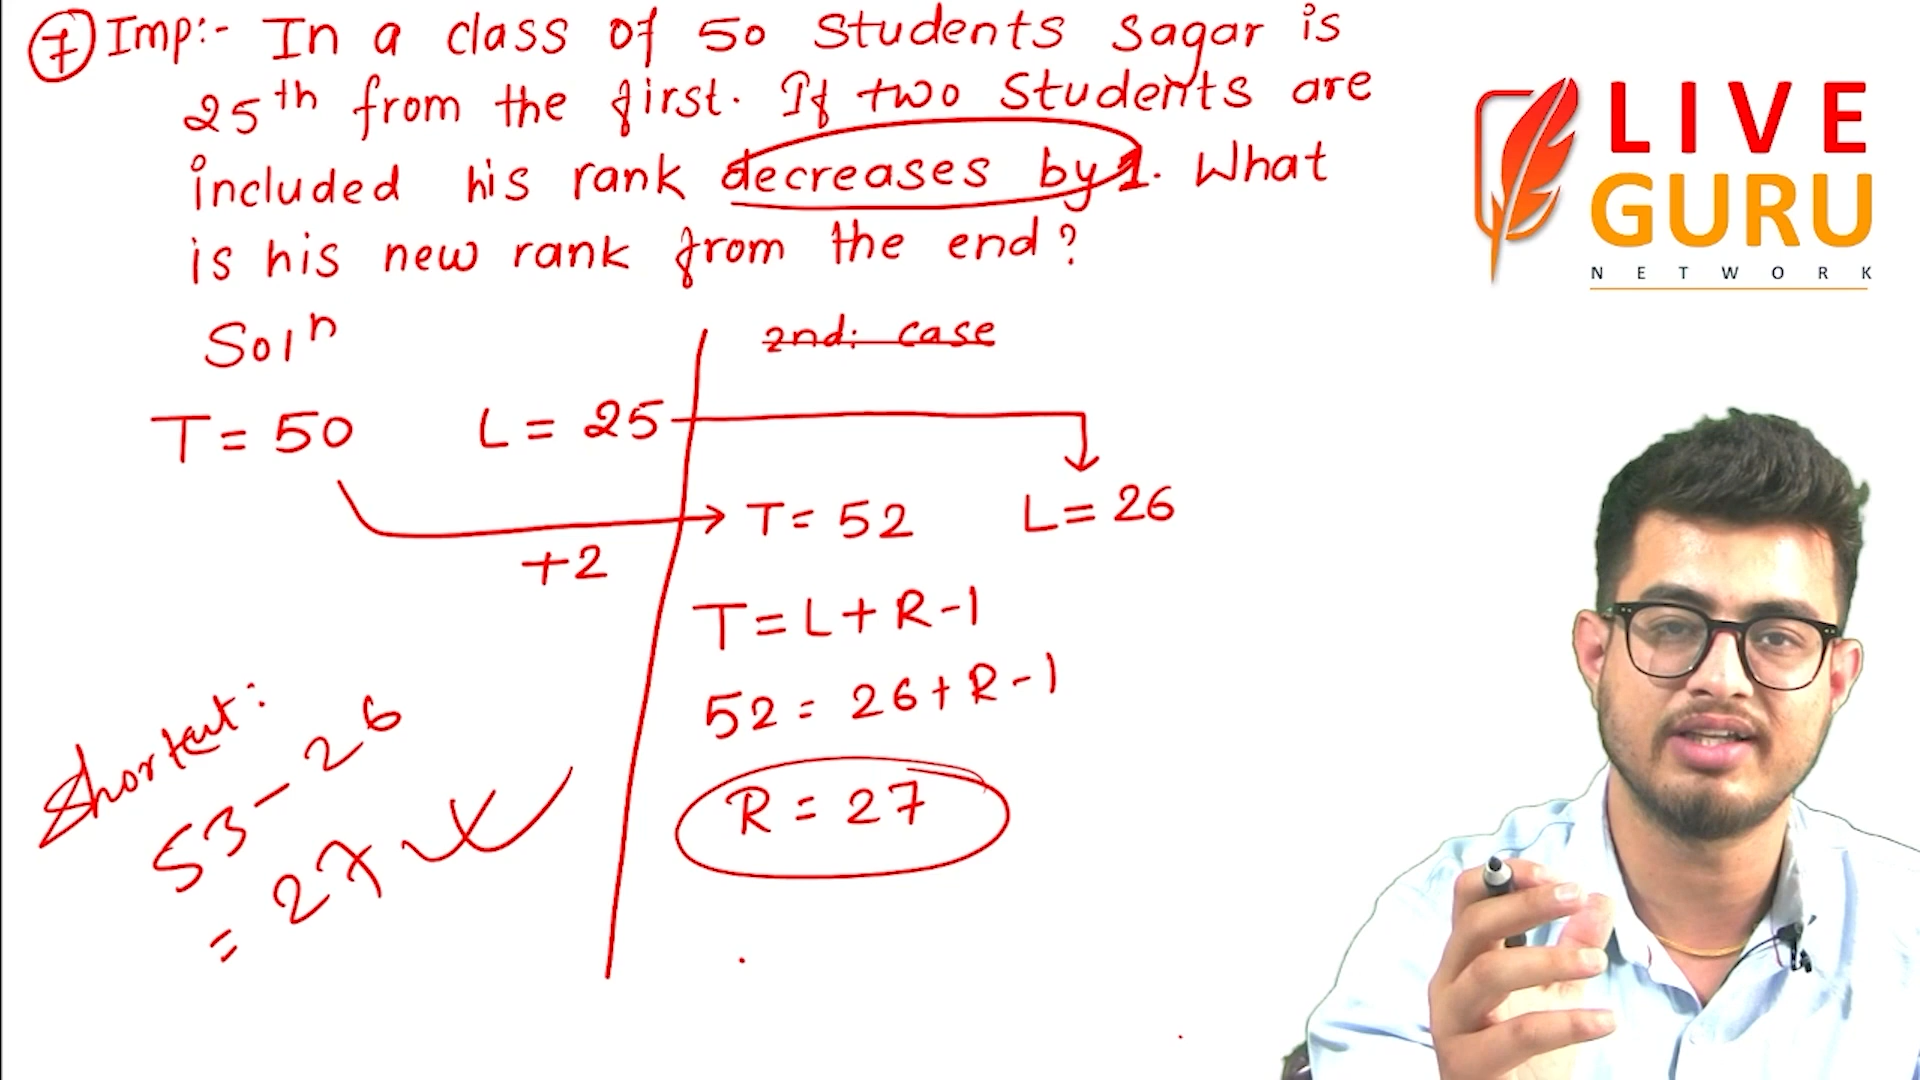 7 Imp:- In a class of 50 Students Sagar is
25th from the first. If two Students are
included his rank decreases by 1. What
is his new rank from the end?
Soln
2nd: case
T = 50 L = 25
T = 52 L = 26
+2
T = L + R - 1
52 = 26 + R - 1
R = 27
Shortcut:
53 - 26
= 27
LIVE
GURU
NETWORK